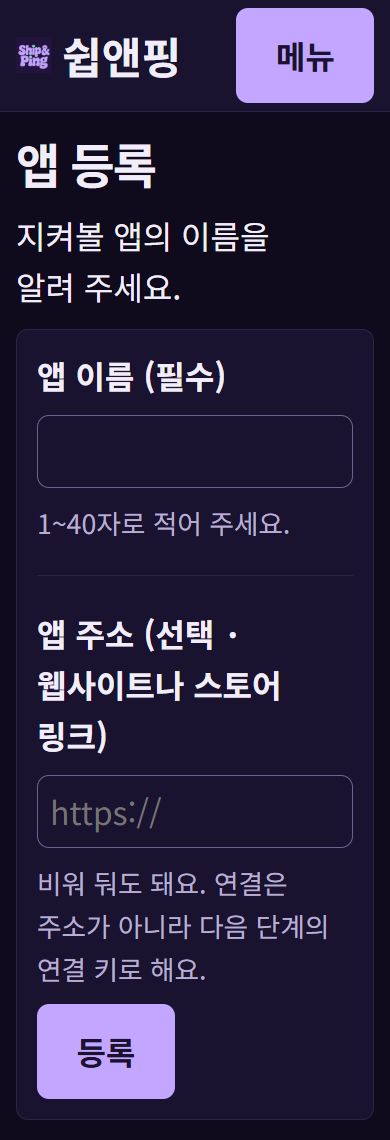 Ship&
Ping
쉽앤핑
메뉴
앱 등록
지켜볼 앱의 이름을
알려 주세요.
앱 이름 (필수)
1~40자로 적어 주세요.
앱 주소 (선택 ·
웹사이트나 스토어
링크)
https://
비워 둬도 돼요. 연결은
주소가 아니라 다음 단계의
연결 키로 해요.
등록